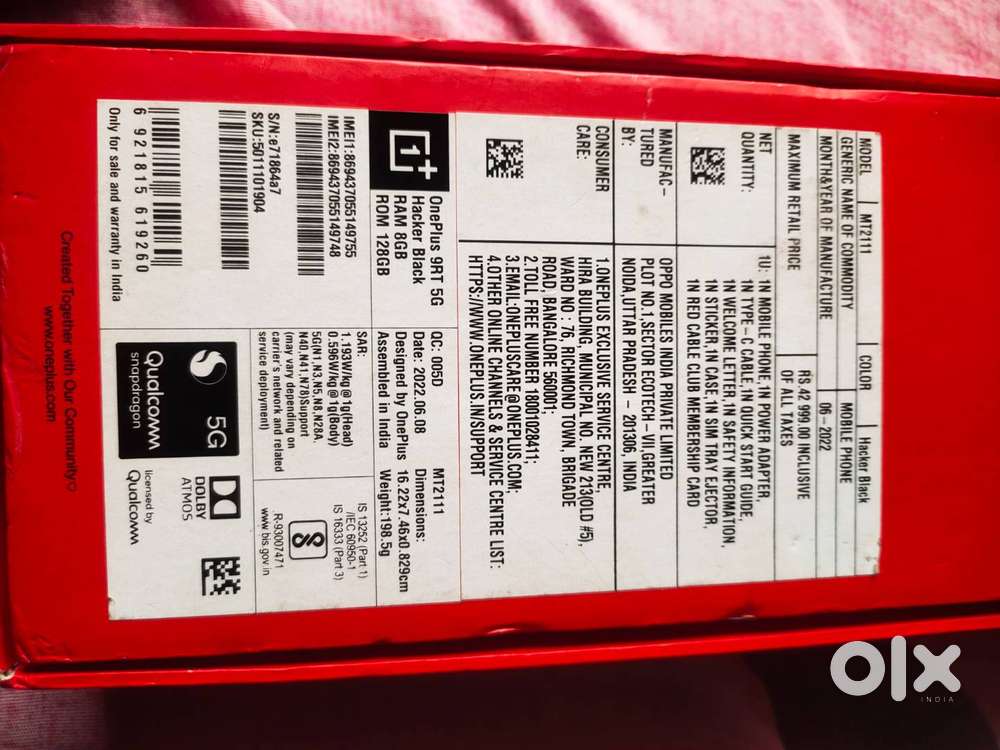 MODEL : MT2111 COLOR : Hacker Black
GENERIC NAME OF COMMODITY MOBILE PHONE
MONTH&YEAR OF MANUFACTURE 06-2022
MAXIMUM RETAIL PRICE RS.42,999.00 INCLUSIVE
OF ALL TAXES
NET
QUANTITY:
1U: 1N MOBILE PHONE,1N POWER ADAPTER,
1N TYPE-C CABLE,1N QUICK START GUIDE,
1N WELCOME LETTER,1N SAFETY INFORMATION,
1N STICKER,1N CASE,1N SIM TRAY EJECTOR,
1N RED CABLE CLUB MEMBERSHIP CARD
MANUFAC-
TURED
BY:
OPPO MOBILES INDIA PRIVATE LIMITED
PLOT NO.1,SECTOR ECOTECH-VII,GREATER
NOIDA,UTTAR PRADESH - 201306, INDIA
CONSUMER
CARE:
1.ONEPLUS EXCLUSIVE SERVICE CENTRE,
HIRA BUILDING, MUNICIPAL NO. NEW 213(OLD #5),
WARD NO : 76, RICHMOND TOWN, BRIGADE
ROAD, BANGALORE 560001;
2.TOLL FREE NUMBER 18001028411;
3.EMAIL:ONEPLUSCARE@ONEPLUS.COM;
4.OTHER ONLINE CHANNELS & SERVICE CENTRE LIST:
HTTPS://WWW.ONEPLUS.IN/SUPPORT
OnePlus 9RT 5G
Hacker Black
RAM 8GB
ROM 128GB
OC: 005D MT2111
Date: 2022.06.08 Dimensions:
Designed by OnePlus 16.22x7.46x0.829cm
Assembled in India Weight:198.5g
IMEI1:869437055149755
IMEI2:869437055149748
S/N:e71864a7
SKU:5011101904
6 921815 619260
Only for sale and warranty in India
SAR:
1.193W/kg@1g(Head)
0.596W/kg@1g(Body)
5G(N1,N3,N5,N8,N28A,
N40,N41,N78)Support
(may vary depending on
carrier's network and related
service deployment)
IS 13252 (Part 1)
/IEC 60950-1
IS 16333 (Part 3)
R-93007471
www.bis.gov.in
Qualcomm
snapdragon
5G
DOLBY
ATMOS
licensed by
Qualcomm
Created Together with Our Community©
www.oneplus.com
olx
INDIA